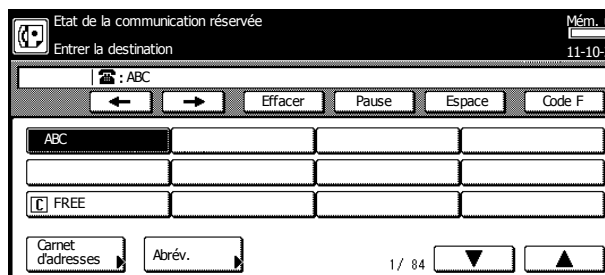 Etat de la communication réservée
Mém.
Entrer la destination
11-10-
: ABC
Effacer Pause Espace Code F
ABC
C FREE
Carnet d'adresses
Abrév.
1/ 84